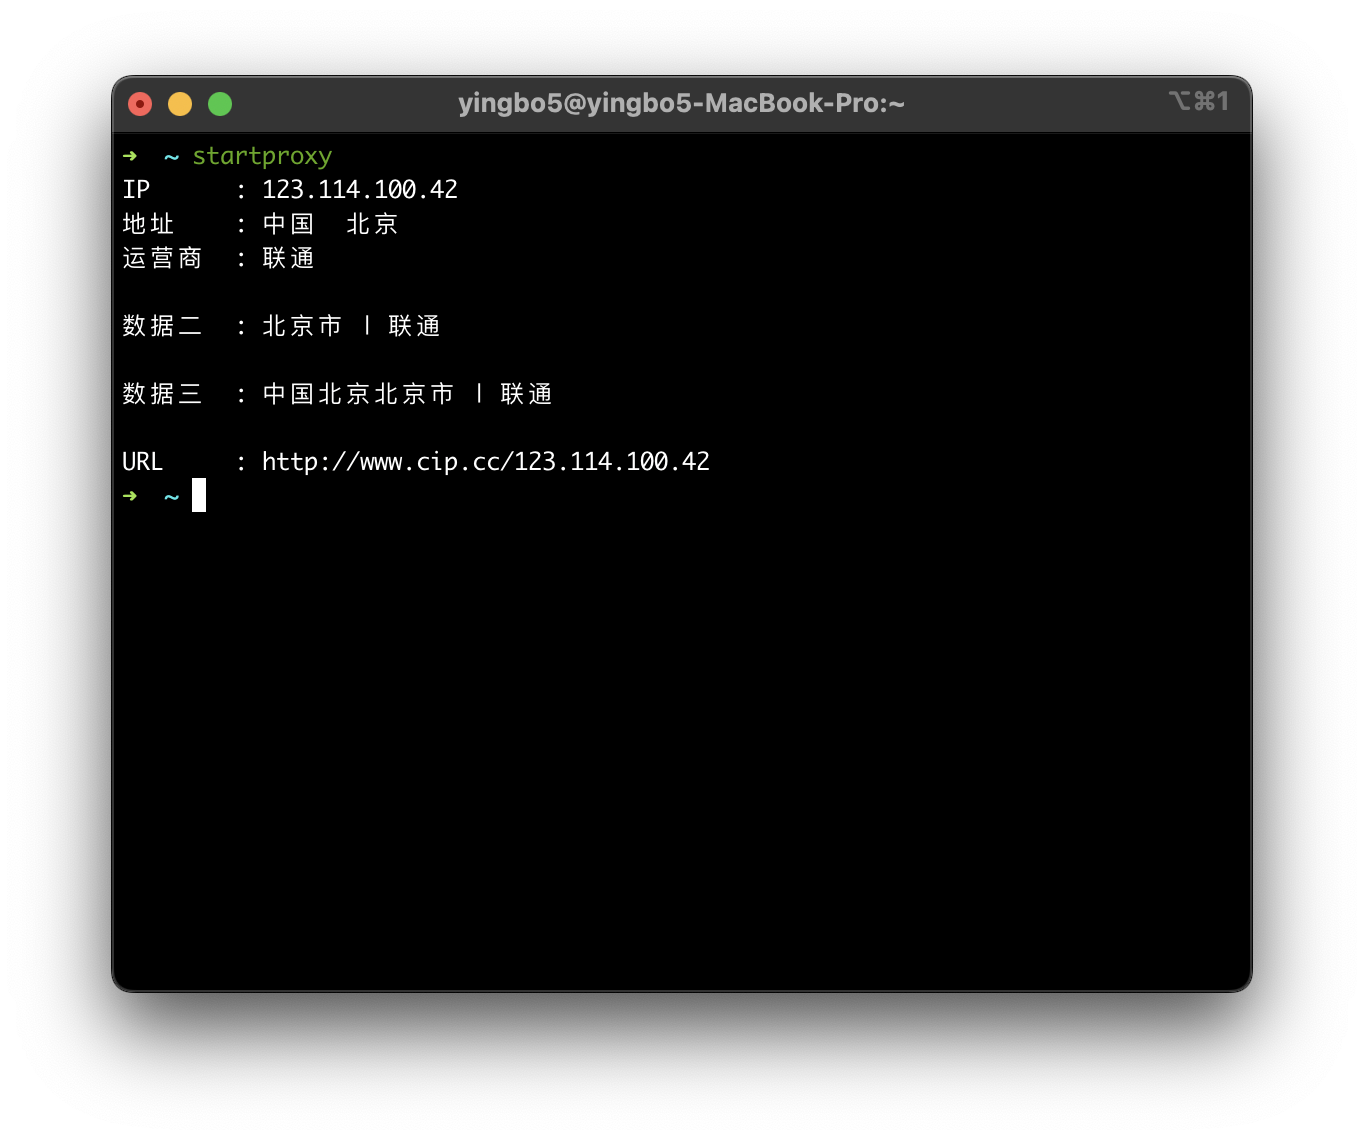 yingbo5@yingbo5-MacBook-Pro:~ ⌥⌘1
➜ ~ startproxy
IP : 123.114.100.42
地址 : 中国 北京
运营商 : 联通
数据二 : 北京市 | 联通
数据三 : 中国北京北京市 | 联通
URL : http://www.cip.cc/123.114.100.42
➜ ~